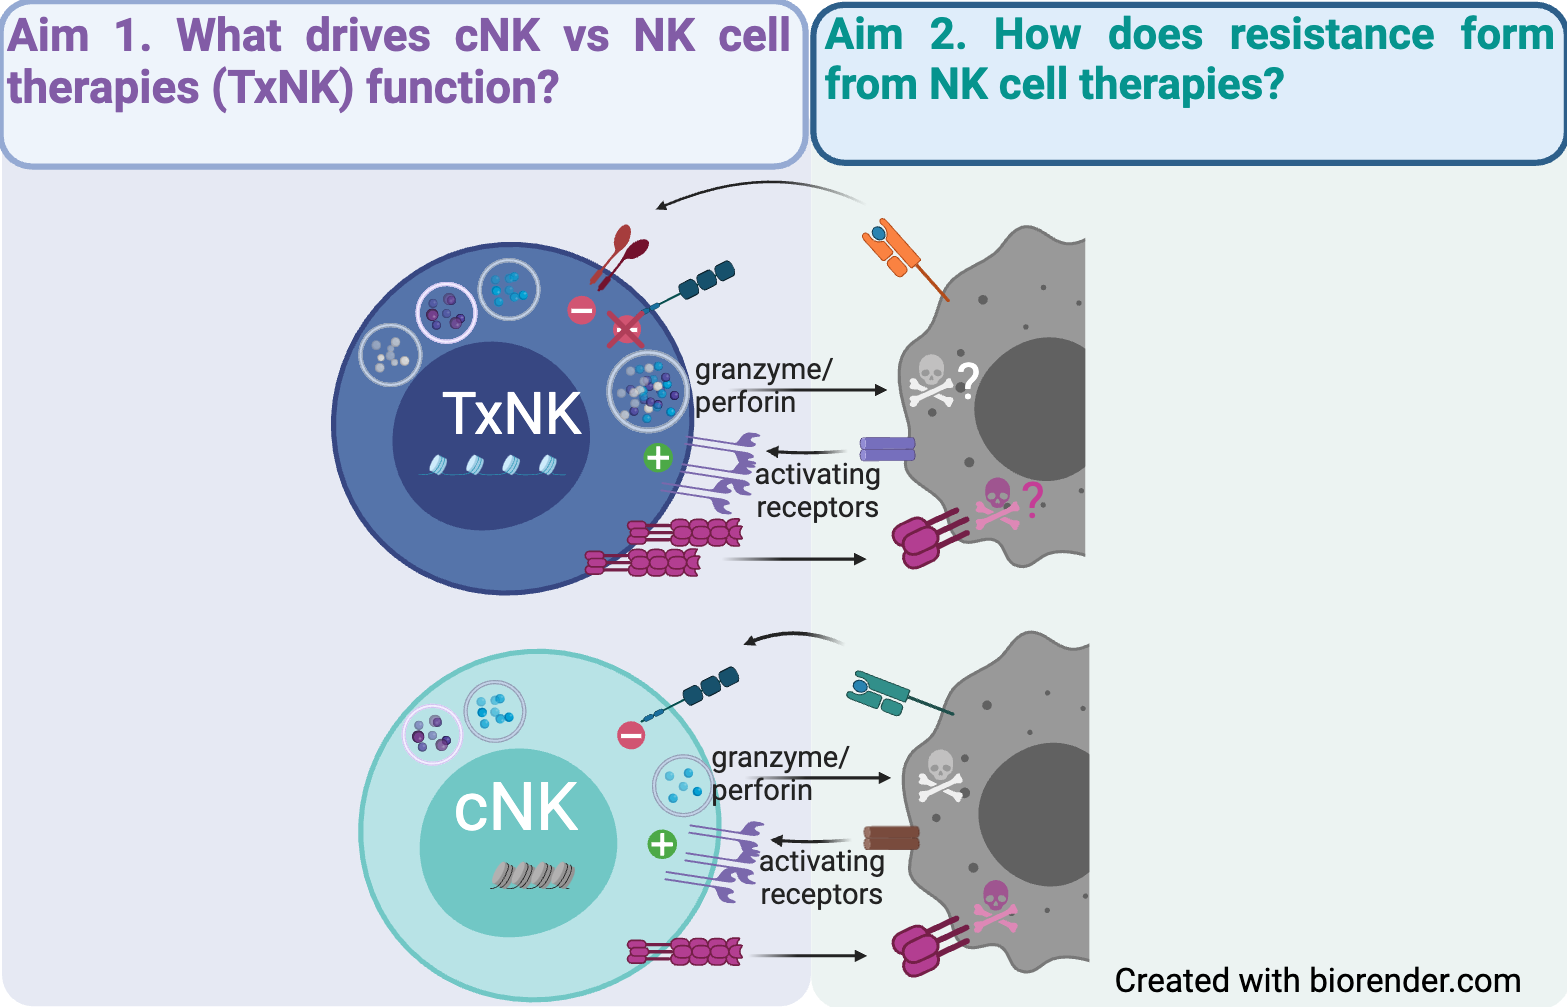 Aim 1. What drives cNK vs NK cell
therapies (TxNK) function?
Aim 2. How does resistance form
from NK cell therapies?
TxNK
granzyme/
perforin
?
activating
receptors
?
cNK
granzyme/
perforin
activating
receptors
Created with biorender.com